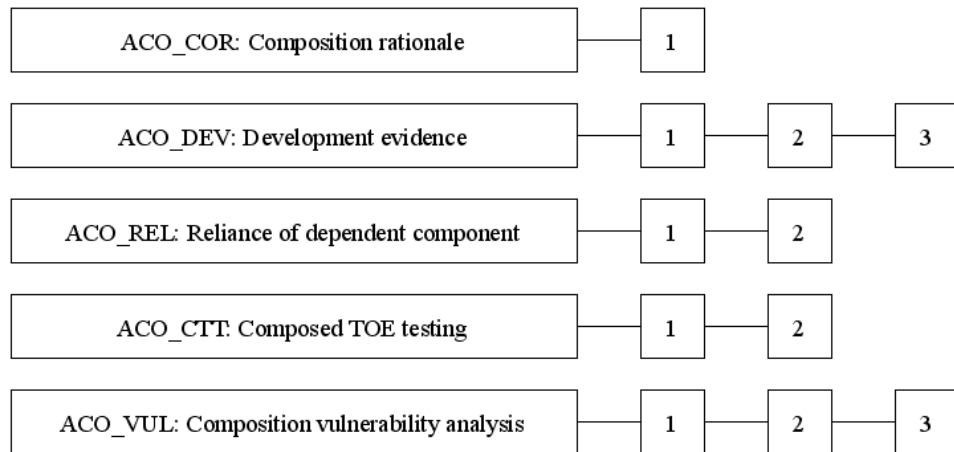 ACO_COR: Composition rationale 1
ACO_DEV: Development evidence 1 2 3
ACO_REL: Reliance of dependent component 1 2
ACO_CTT: Composed TOE testing 1 2
ACO_VUL: Composition vulnerability analysis 1 2 3